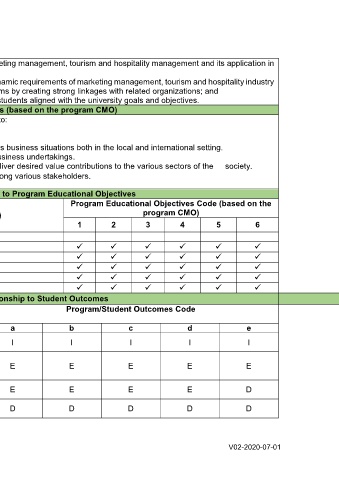 eting management, tourism and hospitality management and its application in
namic requirements of marketing management, tourism and hospitality industry
ms by creating strong linkages with related organizations; and
students aligned with the university goals and objectives.
s (based on the program CMO)
to:
s business situations both in the local and international setting.
usiness undertakings.
liver desired value contributions to the various sectors of the society.
ong various stakeholders.
to Program Educational Objectives
Program Educational Objectives Code (based on the
program CMO)
)
1 2 3 4 5 6
✓ ✓ ✓ ✓ ✓ ✓
✓ ✓ ✓ ✓ ✓ ✓
✓ ✓ ✓ ✓ ✓ ✓
✓ ✓ ✓ ✓ ✓ ✓
✓ ✓ ✓ ✓ ✓ ✓
onship to Student Outcomes
Program/Student Outcomes Code
a b c d e
I I I I I
E E E E E
E E E E D
D D D D D
V02-2020-07-01